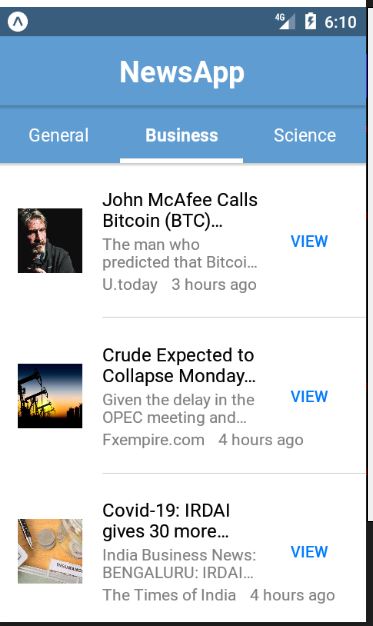 4G 6:10
NewsApp
General Business Science
John McAfee Calls
Bitcoin (BTC)...
The man who
predicted that Bitcoi...
U.today 3 hours ago
VIEW
Crude Expected to
Collapse Monday...
Given the delay in the
OPEC meeting and...
Fxempire.com 4 hours ago
VIEW
Covid-19: IRDAI
gives 30 more...
India Business News:
BENGALURU: IRDAI...
The Times of India 4 hours ago
VIEW